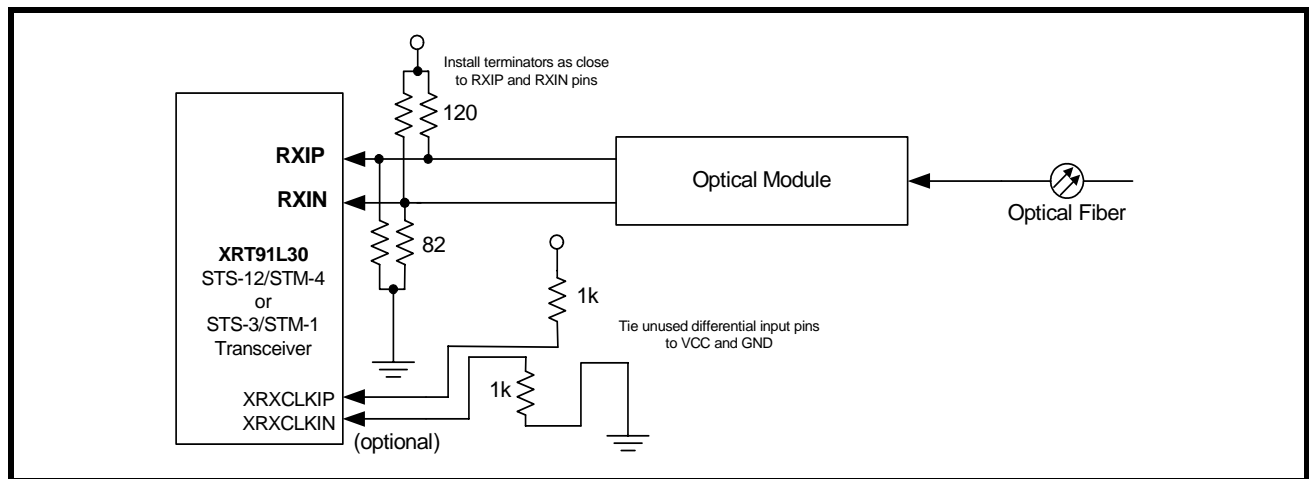 Install terminators as close
to RXIP and RXIN pins
120
RXIP
RXIN
Optical Module
Optical Fiber
82
XRT91L30
STS-12/STM-4
or
STS-3/STM-1
Transceiver
1k
Tie unused differential input pins
to VCC and GND
1k
XRXCLKIP
XRXCLKIN
(optional)